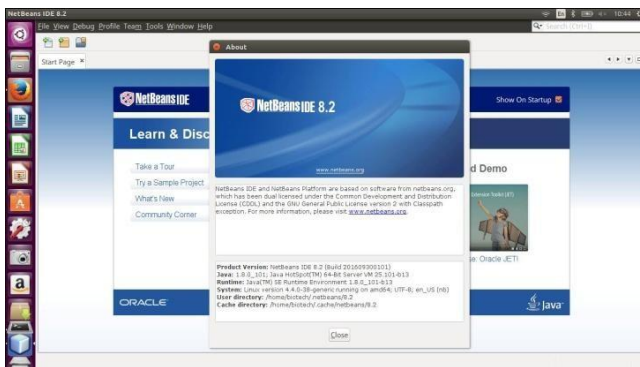 NetBeans IDE 8.2
10:44
File View Debug Profile Team Tools Window Help
Search (Ctrl+I)
Start Page
About
NetBeans IDE
Show On Startup
NetBeans IDE 8.2
www.netbeans.org
Learn & Disc
d Demo
Take a Tour
Try a Sample Project
What's New
Community Corner
NetBeans IDE and NetBeans Platform are based on software from netbeans.org,
which has been dual licensed under the Common Development and Distribution
License (CDDL) and the GNU General Public License version 2 with Classpath
exception. For more information, please visit www.netbeans.org.
e: Oracle JET!
Product Version: NetBeans IDE 8.2 (Build 201609300101)
Java: 1.8.0_101; Java HotSpot(TM) 64-Bit Server VM 25.101-b13
Runtime: Java(TM) SE Runtime Environment 1.8.0_101-b13
System: Linux version 4.4.0-38-generic running on amd64; UTF-8; en_US (nb)
User directory: /home/biotech/.netbeans/8.2
Cache directory: /home/biotech/.cache/netbeans/8.2
ORACLE
Java
Close